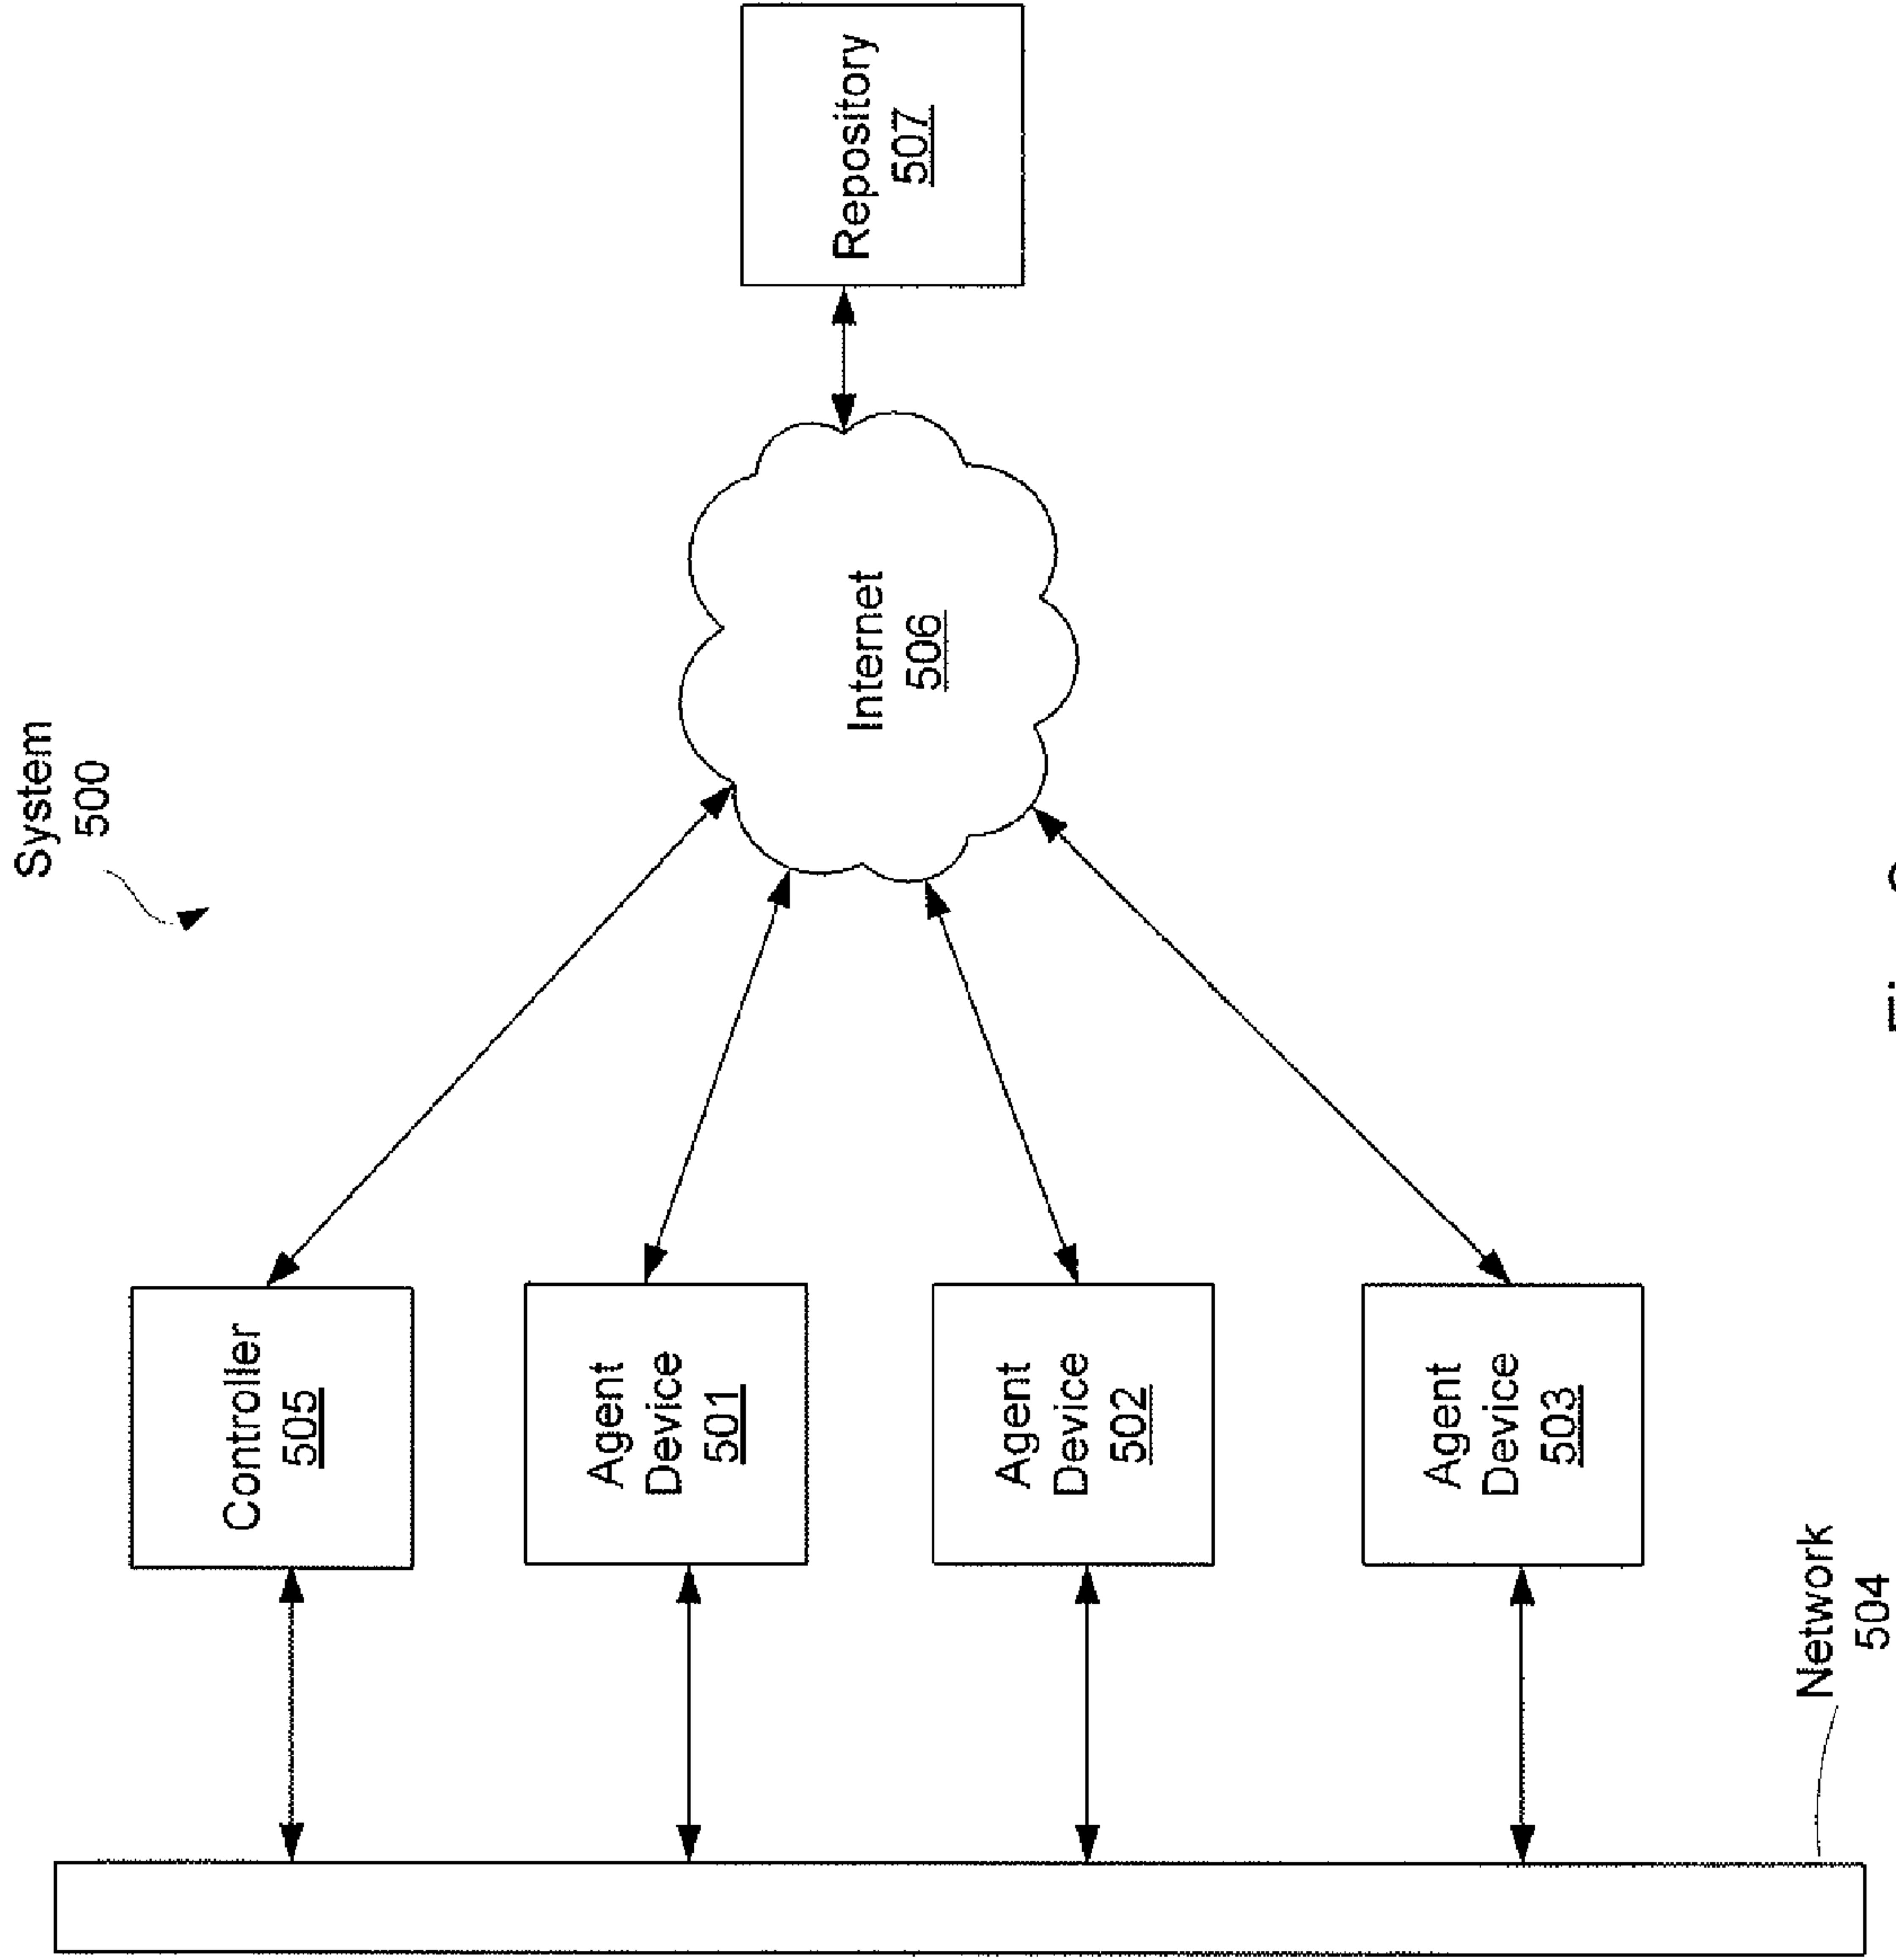 System
500
Repository
507
Internet
506
Controller
505
Agent
Device
501
Agent
Device
502
Agent
Device
503
Network
504